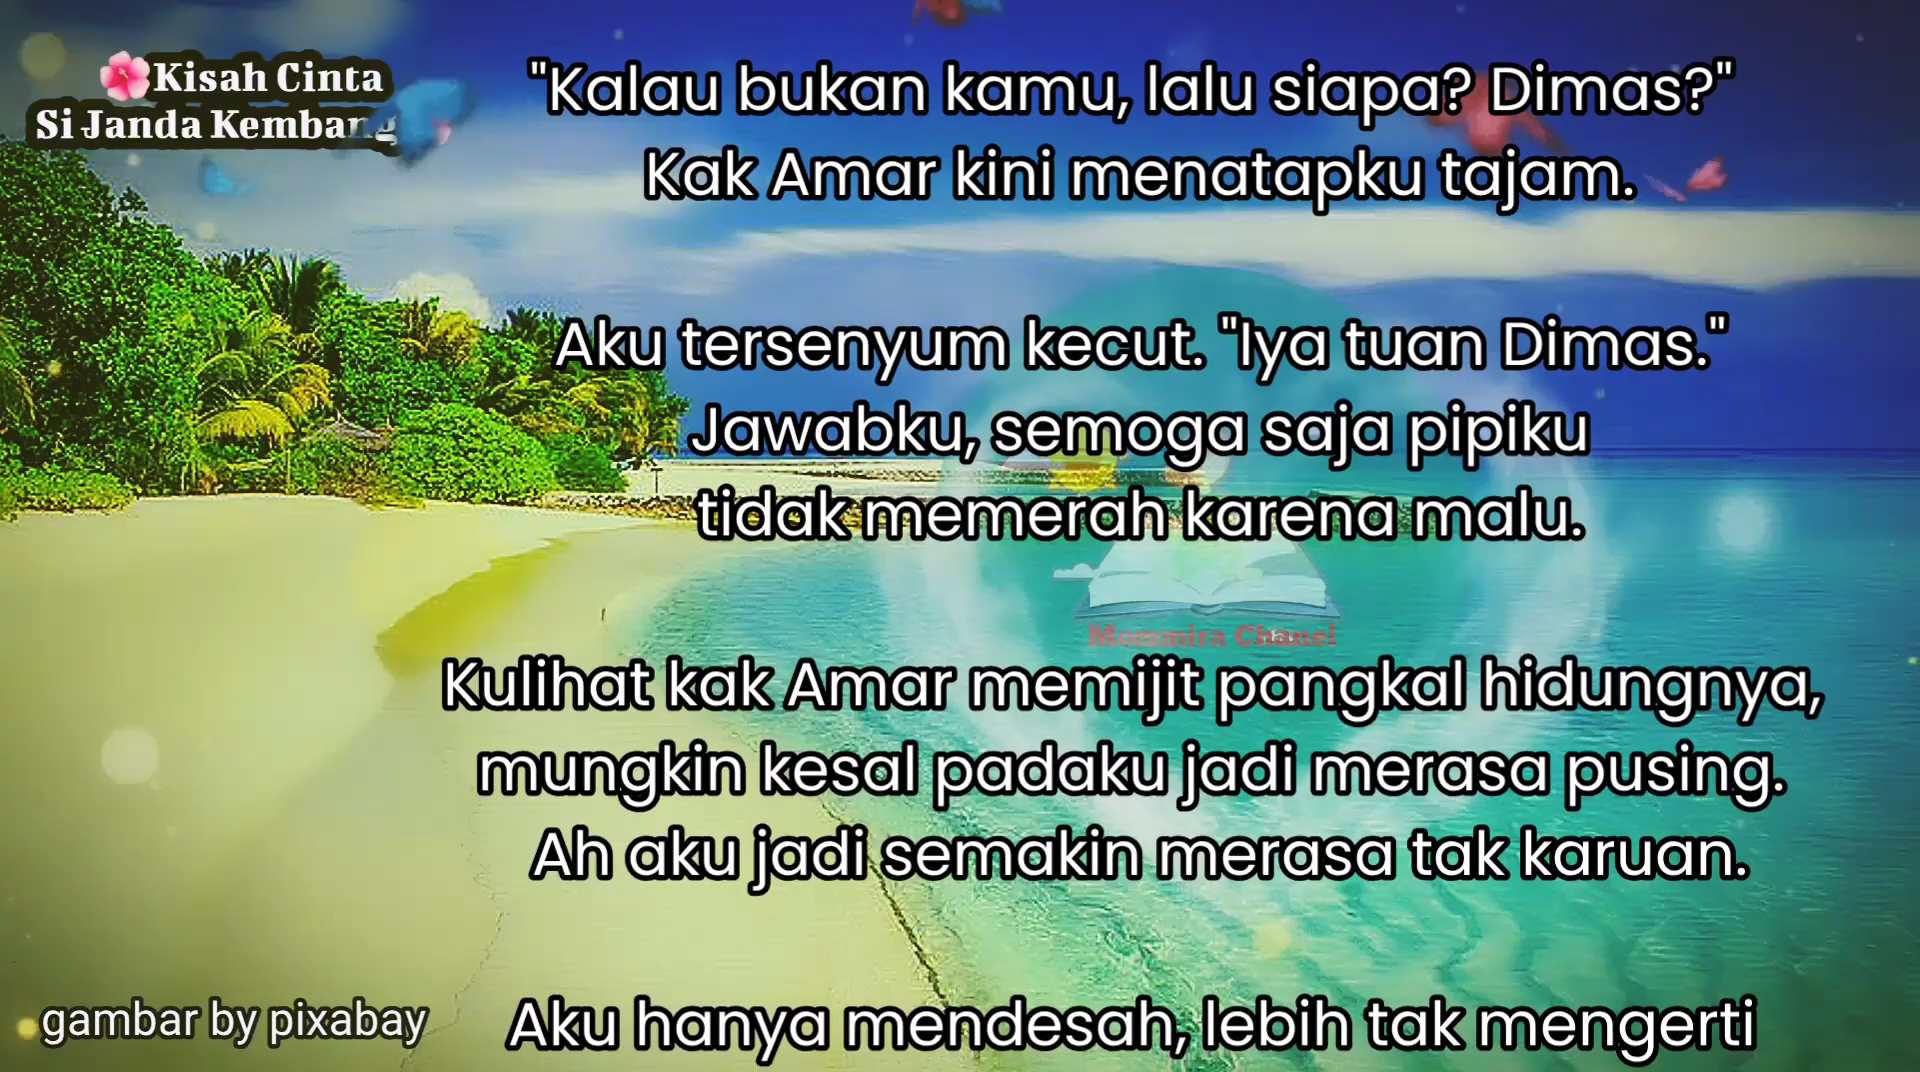 Kisah Cinta
Si Janda Kembang
"Kalau bukan kamu, lalu siapa? Dimas?"
Kak Amar kini menatapku tajam.
Aku tersenyum kecut. "Iya tuan Dimas."
Jawabku, semoga saja pipiku
tidak memerah karena malu.
Mommira Chanel
Kulihat kak Amar memijit pangkal hidungnya,
mungkin kesal padaku jadi merasa pusing.
Ah aku jadi semakin merasa tak karuan.
gambar by pixabay
Aku hanya mendesah, lebih tak mengerti